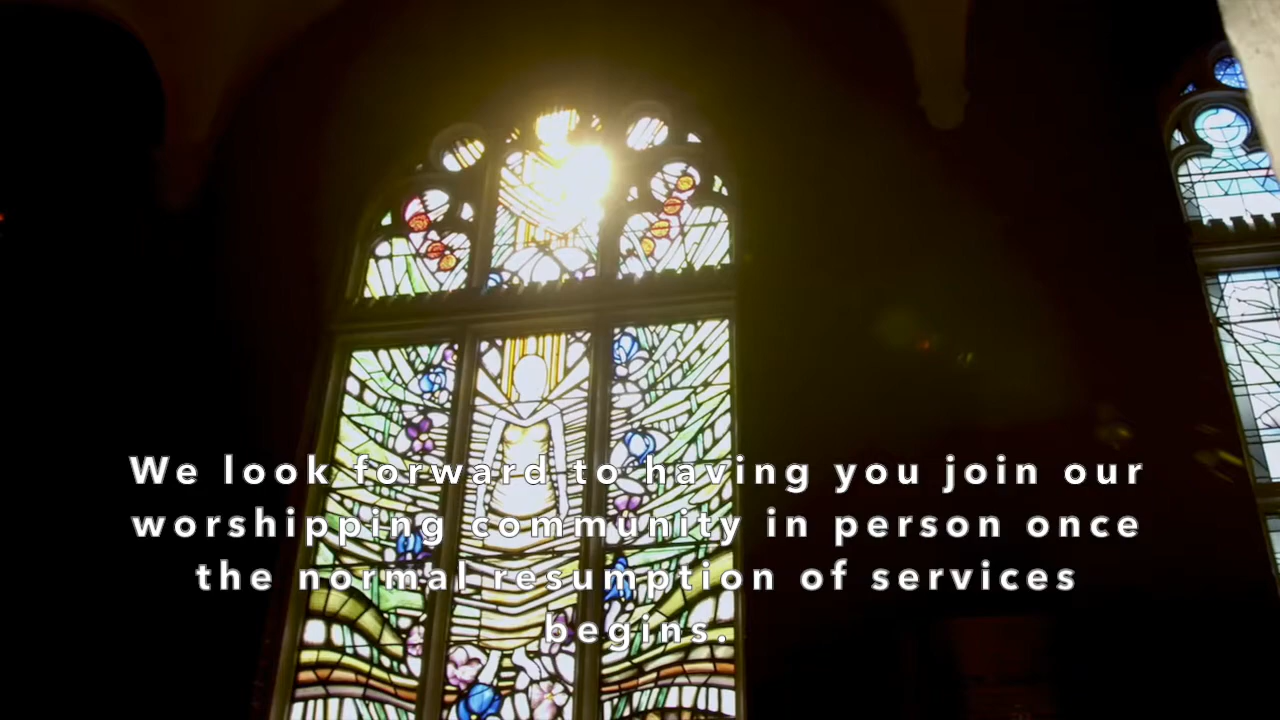 We look forward to having you join our
worshipping community in person once
the normal resumption of services
begins.